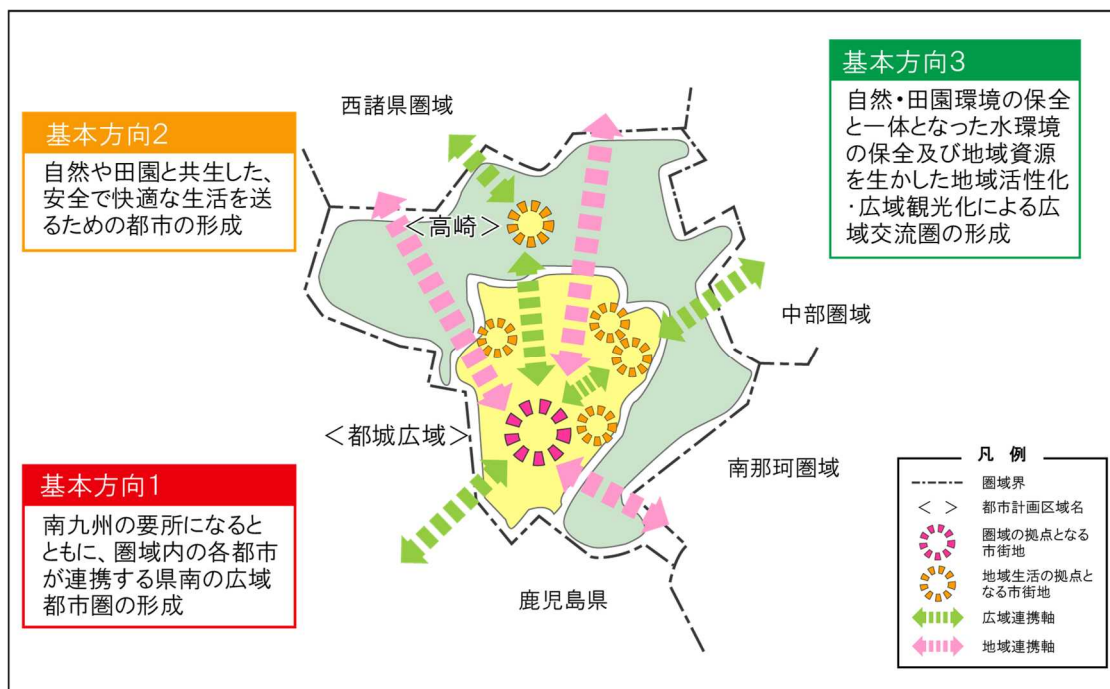 基本方向3
自然・田園環境の保全
と一体となった水環境
の保全及び地域資源
を生かした地域活性化
・広域観光化による広
域交流圏の形成
西諸県圏域
基本方向2
自然や田園と共生した、
安全で快適な生活を送
るための都市の形成
＜高崎＞
中部圏域
＜都城広域＞
南那珂圏域
基本方向1
南九州の要所になると
ともに、圏域内の各都市
が連携する県南の広域
都市圏の形成
鹿児島県
凡 例
圏域界
＜ ＞ 都市計画区域名
圏域の拠点となる
市街地
地域生活の拠点と
なる市街地
広域連携軸
地域連携軸